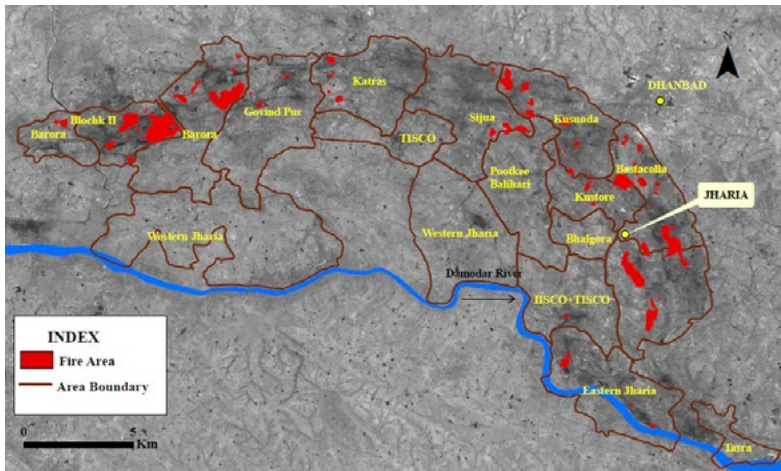 N
DHANBAD
Katras
Blochk II
Barora
Barora
Govind Pur
Sijua
Kusunda
TISCO
Bastacolla
Pootkee
Balihari
Kustore
JHARIA
Western Jharia
Western Jharia
Bhalgora
Damodar River
IISCO+TISCO
INDEX
Fire Area
Area Boundary
Eastern Jharia
0 5
Km
Tasra